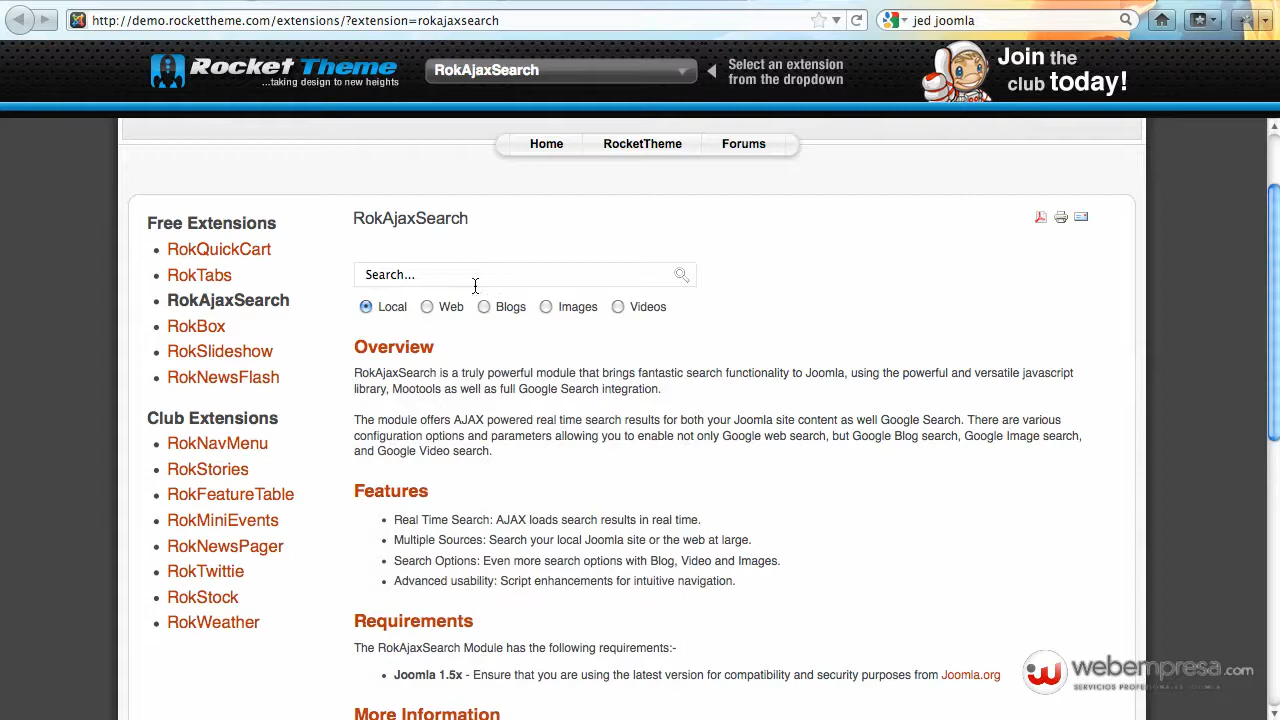 http://demo.rockettheme.com/extensions/?extension=rokajaxsearch
jed joomla
Rocket Theme
...taking design to new heights
RokAjaxSearch
Select an extension
from the dropdown
Join the
club today!
Home
RocketTheme
Forums
Free Extensions
RokQuickCart
RokTabs
RokAjaxSearch
RokBox
RokSlideshow
RokNewsFlash
Club Extensions
RokNavMenu
RokStories
RokFeatureTable
RokMiniEvents
RokNewsPager
RokTwittie
RokStock
RokWeather
RokAjaxSearch
Search...
Local Web Blogs Images Videos
Overview
RokAjaxSearch is a truly powerful module that brings fantastic search functionality to Joomla, using the powerful and versatile javascript
library, Mootools as well as full Google Search integration.
The module offers AJAX powered real time search results for both your Joomla site content as well Google Search. There are various
configuration options and parameters allowing you to enable not only Google web search, but Google Blog search, Google Image search,
and Google Video search.
Features
• Real Time Search: AJAX loads search results in real time.
• Multiple Sources: Search your local Joomla site or the web at large.
• Search Options: Even more search options with Blog, Video and Images.
• Advanced usability: Script enhancements for intuitive navigation.
Requirements
The RokAjaxSearch Module has the following requirements:-
• Joomla 1.5x - Ensure that you are using the latest version for compatibility and security purposes from Joomla.org
More Information
webempresa.com
SERVICIOS PROFESIONALES JOOMLA